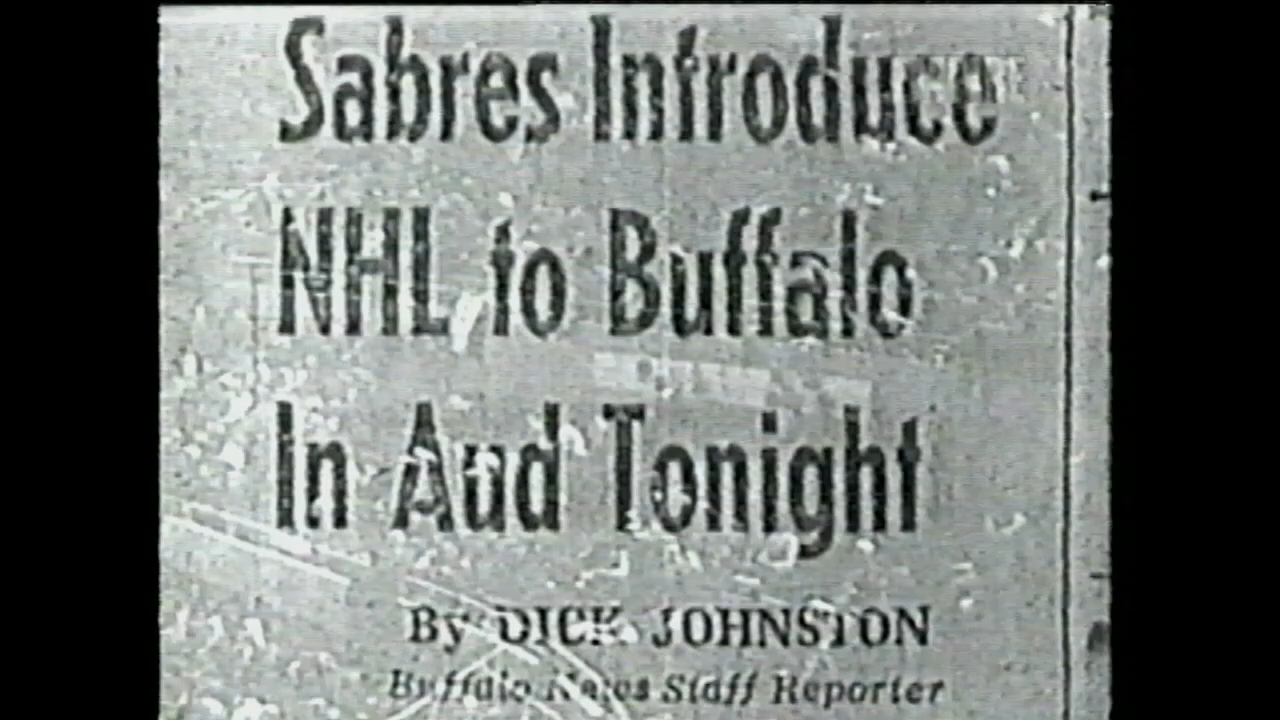 Sabres Introduce
NHL to Buffalo
In Aud Tonight
By DICK JOHNSTON
Buffalo News Staff Reporter